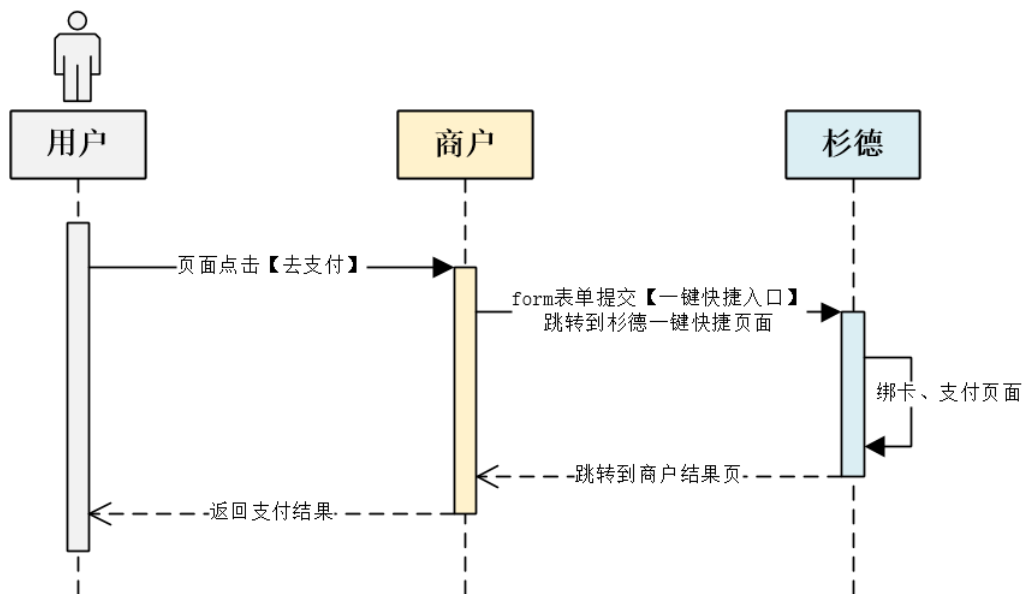 用户
商户
杉德
页面点击【去支付】
form表单提交【一键快捷入口】
跳转到杉德一键快捷页面
绑卡、支付页面
跳转到商户结果页
返回支付结果